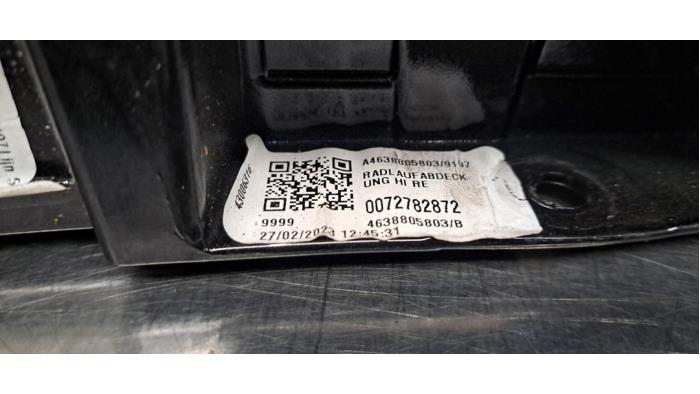 A4638805803/9197
RADLAUFABDECK
UNG HI RE
0072782872
9999
4638805803/B
27/02/2023 12:45:31